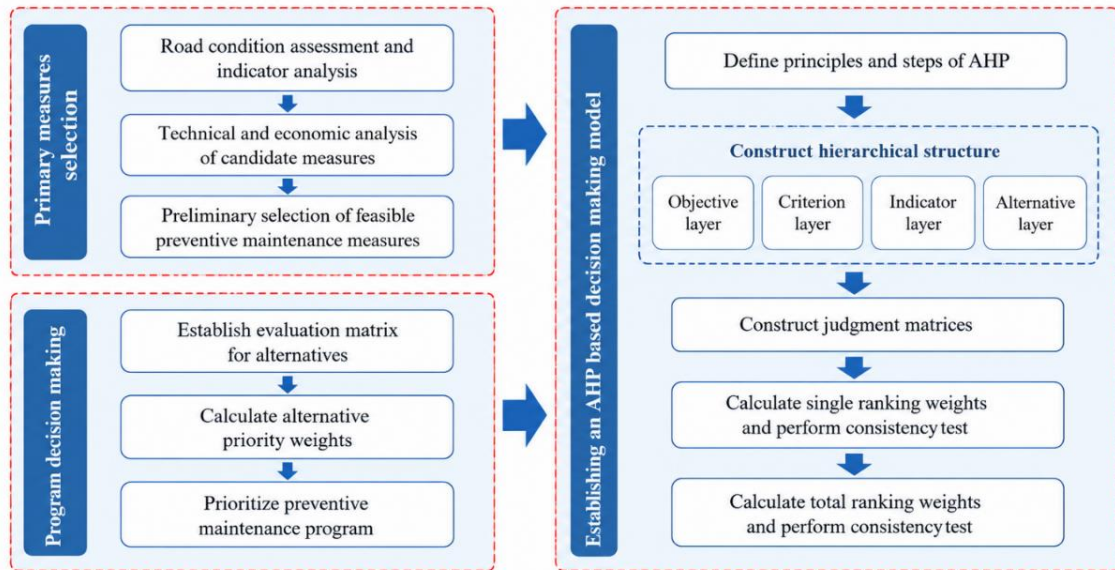 Primary measures
selection
Road condition assessment and
indicator analysis
Technical and economic analysis
of candidate measures
Preliminary selection of feasible
preventive maintenance measures
Program decision making
Establish evaluation matrix
for alternatives
Calculate alternative
priority weights
Prioritize preventive
maintenance program
Establishing an AHP based decision making model
Define principles and steps of AHP
Construct hierarchical structure
Objective
layer
Criterion
layer
Indicator
layer
Alternative
layer
Construct judgment matrices
Calculate single ranking weights
and perform consistency test
Calculate total ranking weights
and perform consistency test